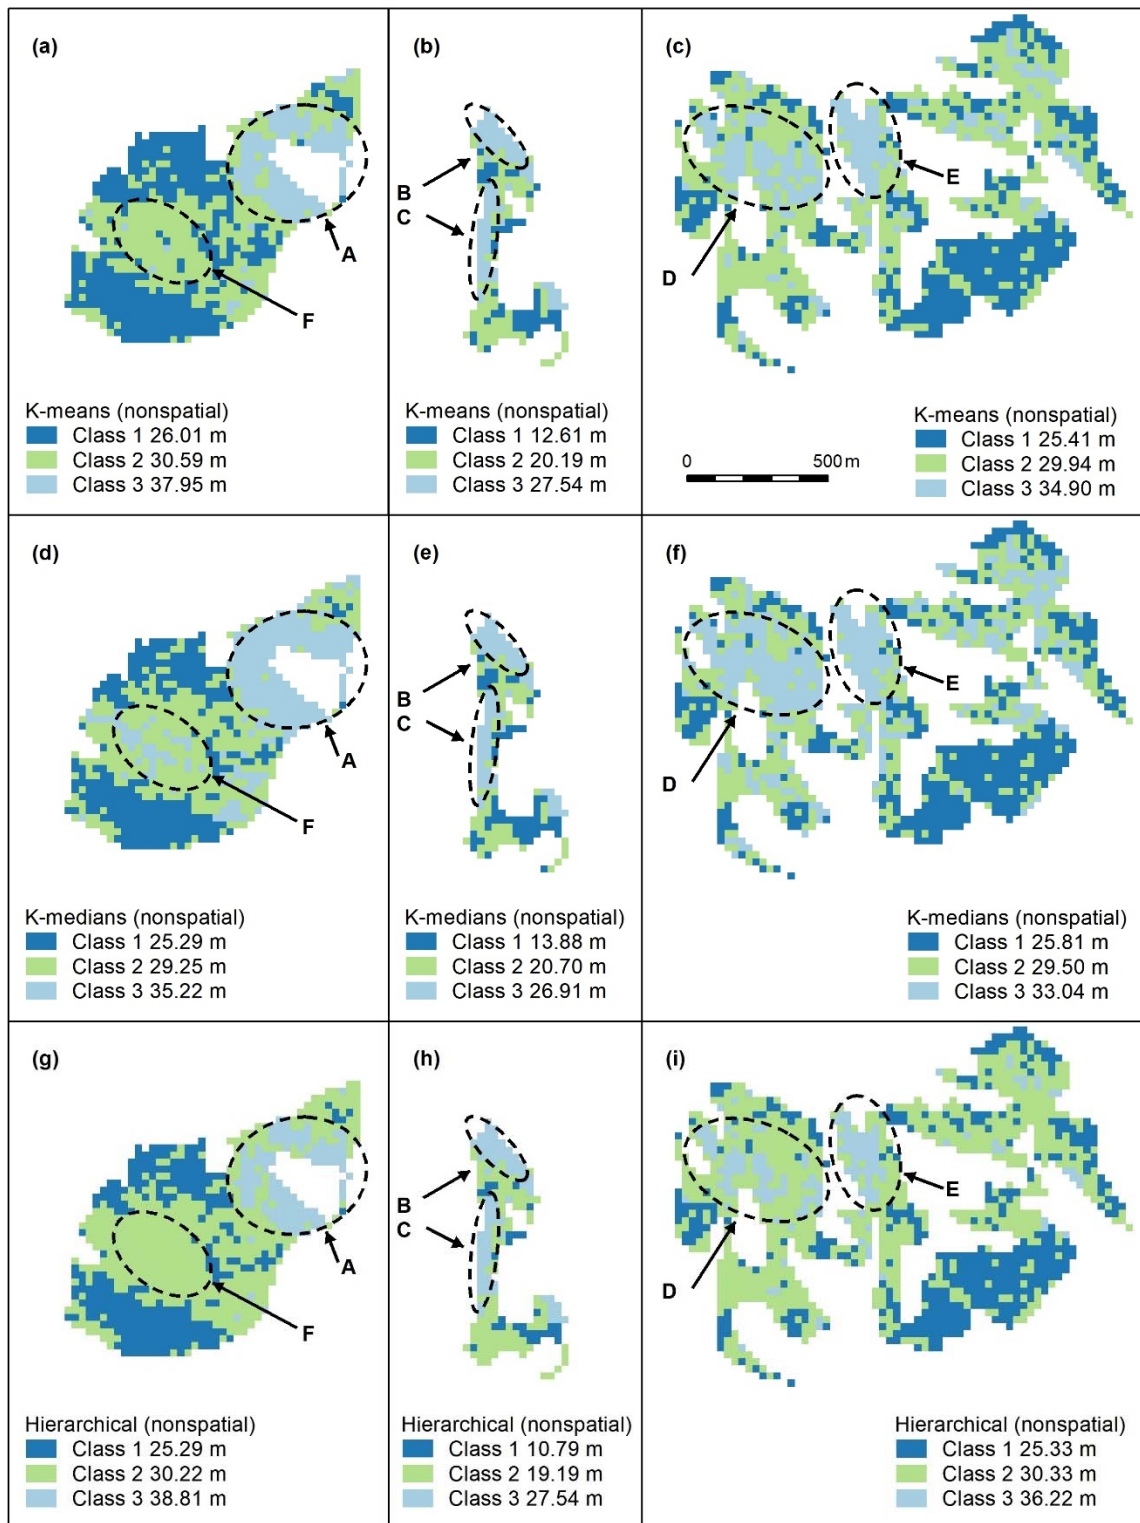 (a)
A
F
K-means (nonspatial)
Class 1 26.01 m
Class 2 30.59 m
Class 3 37.95 m
(b)
B
C
K-means (nonspatial)
Class 1 12.61 m
Class 2 20.19 m
Class 3 27.54 m
(c)
E
D
0 500 m
K-means (nonspatial)
Class 1 25.41 m
Class 2 29.94 m
Class 3 34.90 m
(d)
A
F
K-medians (nonspatial)
Class 1 25.29 m
Class 2 29.25 m
Class 3 35.22 m
(e)
B
C
K-medians (nonspatial)
Class 1 13.88 m
Class 2 20.70 m
Class 3 26.91 m
(f)
E
D
K-medians (nonspatial)
Class 1 25.81 m
Class 2 29.50 m
Class 3 33.04 m
(g)
A
F
Hierarchical (nonspatial)
Class 1 25.29 m
Class 2 30.22 m
Class 3 38.81 m
(h)
B
C
Hierarchical (nonspatial)
Class 1 10.79 m
Class 2 19.19 m
Class 3 27.54 m
(i)
E
D
Hierarchical (nonspatial)
Class 1 25.33 m
Class 2 30.33 m
Class 3 36.22 m